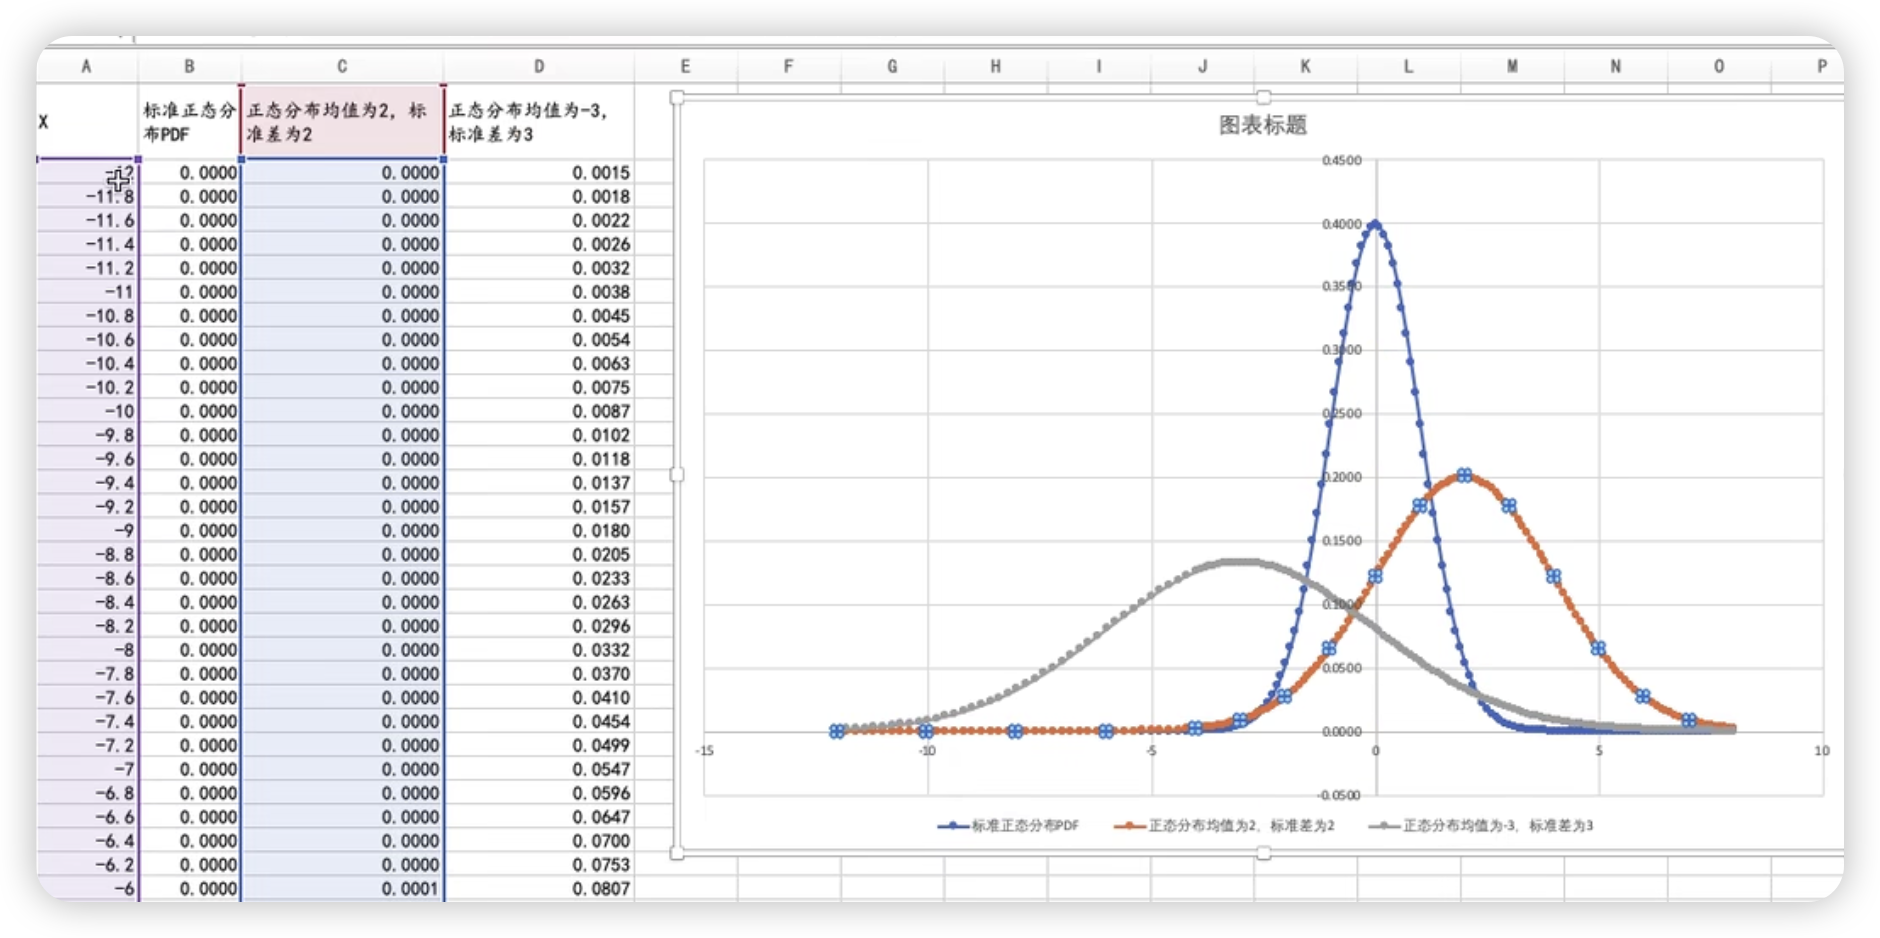 A B C D E F G H I J K L M N O P
X 标准正态分 正态分布均值为2, 标 正态分布均值为-3,
布PDF 准差为2 标准差为3
-12 0.0000 0.0000 0.0015
-11.8 0.0000 0.0000 0.0018
-11.6 0.0000 0.0000 0.0022
-11.4 0.0000 0.0000 0.0026
-11.2 0.0000 0.0000 0.0032
-11 0.0000 0.0000 0.0038
-10.8 0.0000 0.0000 0.0045
-10.6 0.0000 0.0000 0.0054
-10.4 0.0000 0.0000 0.0063
-10.2 0.0000 0.0000 0.0075
-10 0.0000 0.0000 0.0087
-9.8 0.0000 0.0000 0.0102
-9.6 0.0000 0.0000 0.0118
-9.4 0.0000 0.0000 0.0137
-9.2 0.0000 0.0000 0.0157
-9 0.0000 0.0000 0.0180
-8.8 0.0000 0.0000 0.0205
-8.6 0.0000 0.0000 0.0233
-8.4 0.0000 0.0000 0.0263
-8.2 0.0000 0.0000 0.0296
-8 0.0000 0.0000 0.0332
-7.8 0.0000 0.0000 0.0370
-7.6 0.0000 0.0000 0.0410
-7.4 0.0000 0.0000 0.0454
-7.2 0.0000 0.0000 0.0499
-7 0.0000 0.0000 0.0547
-6.8 0.0000 0.0000 0.0596
-6.6 0.0000 0.0000 0.0647
-6.4 0.0000 0.0000 0.0700
-6.2 0.0000 0.0000 0.0753
-6 0.0000 0.0001 0.0807
图表标题
0.4500
0.4000
0.3500
0.3000
0.2500
0.2000
0.1500
0.1000
0.0500
0.0000
-15 -10 -5 0 5 10
-0.0500
标准正态分布PDF 正态分布均值为2, 标准差为2 正态分布均值为-3, 标准差为3